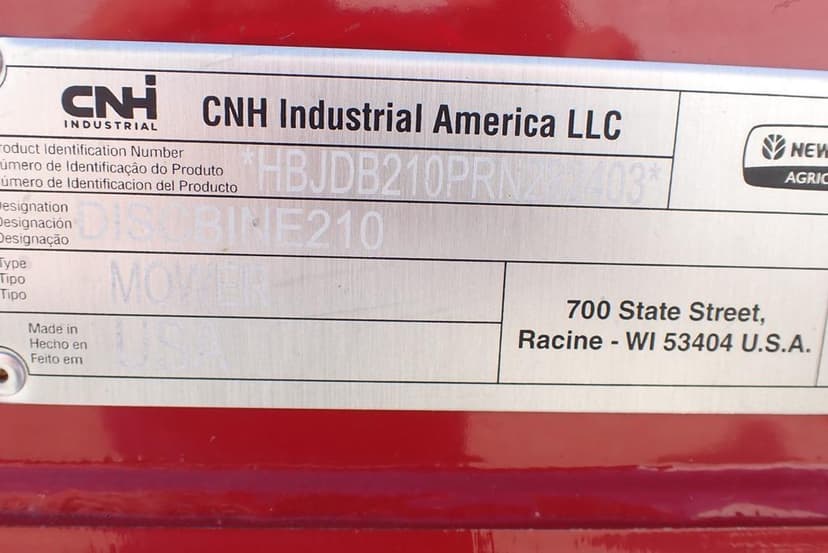 CNH
INDUSTRIAL
CNH Industrial America LLC
NEW
AGRIC
roduct Identification Number
úmero de Identificação do Produto
úmero de Identificacion del Producto
Designation
Designación
Designação
DISCBINE210
Type
Tipo
Tipo
MOWER
Made in
Hecho en
Feito em
USA
700 State Street,
Racine - WI 53404 U.S.A.